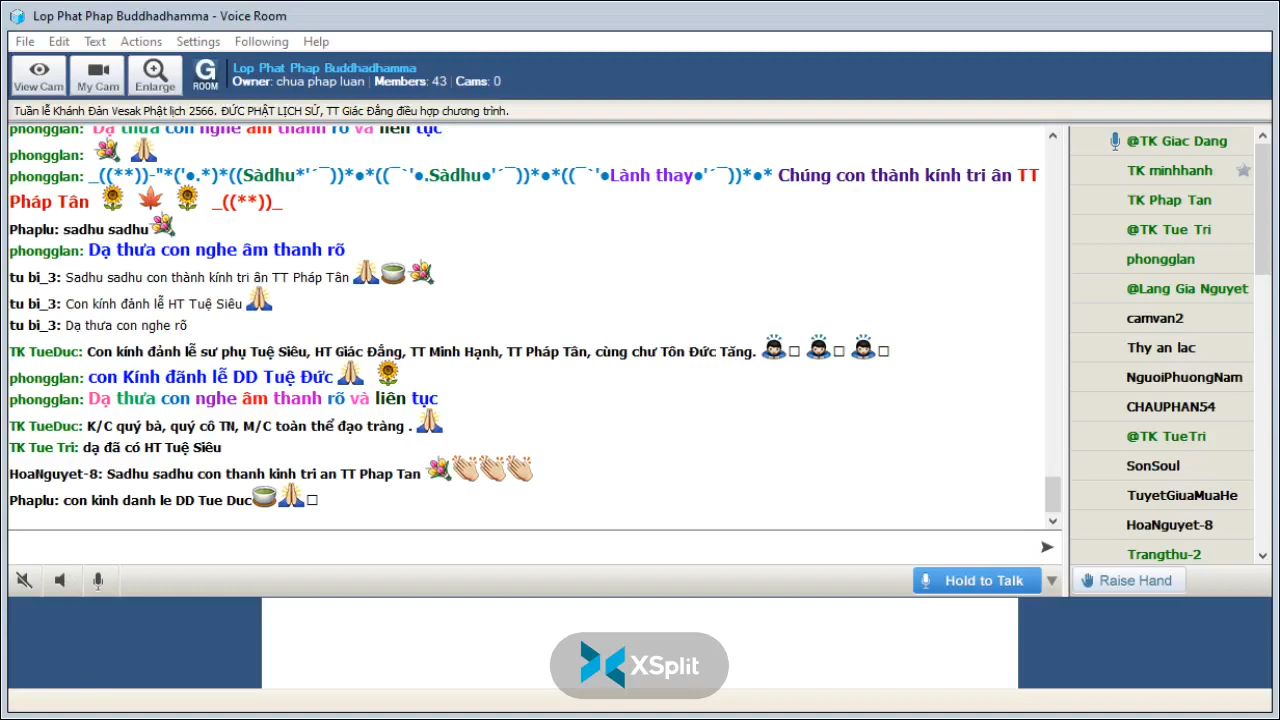 Lop Phat Phap Buddhadhamma - Voice Room
File Edit Text Actions Settings Following Help
View Cam My Cam Enlarge G ROOM
Lop Phat Phap Buddhadhamma
Owner: chua phap luan | Members: 43 | Cams: 0
Tuần lễ Khánh Đản Vesak Phật lịch 2566. ĐỨC PHẬT LỊCH SỬ, TT Giác Đẳng điều hợp chương trình.
phongglan: Dạ thưa con nghe âm thanh rõ và liên tục
phongglan:
phongglan: _((**))-"*('•.*)*((Sàdhu*'´¯))*•*((¯`'•.Sàdhu•'´¯))*•*((¯`'•Lành thay•'´¯))*•* Chúng con thành kính tri ân TT
Pháp Tân _((**))_
Phaplu: sadhu sadhu
phongglan: Dạ thưa con nghe âm thanh rõ
tu bi_3: Sadhu sadhu con thành kính tri ân TT Pháp Tân
tu bi_3: Con kính đảnh lễ HT Tuệ Siêu
tu bi_3: Dạ thưa con nghe rõ
TK TueDuc: Con kính đảnh lễ sư phụ Tuệ Siêu, HT Giác Đẳng, TT Minh Hạnh, TT Pháp Tân, cùng chư Tôn Đức Tăng.
phongglan: con Kính đãnh lễ DD Tuệ Đức
phongglan: Dạ thưa con nghe âm thanh rõ và liên tục
TK TueDuc: K/C quý bà, quý cô TN, M/C toàn thể đạo tràng .
TK Tue Tri: dạ đã có HT Tuệ Siêu
HoaNguyet-8: Sadhu sadhu con thanh kinh tri an TT Phap Tan
Phaplu: con kinh danh le DD Tue Duc
Hold to Talk
@TK Giac Dang
TK minhhanh
TK Phap Tan
@TK Tue Tri
phongglan
@Lang Gia Nguyet
camvan2
Thy an lac
NguoiPhuongNam
CHAUPHAN54
@TK TueTri
SonSoul
TuyetGiuaMuaHe
HoaNguyet-8
Trangthu-2
Raise Hand
XSplit